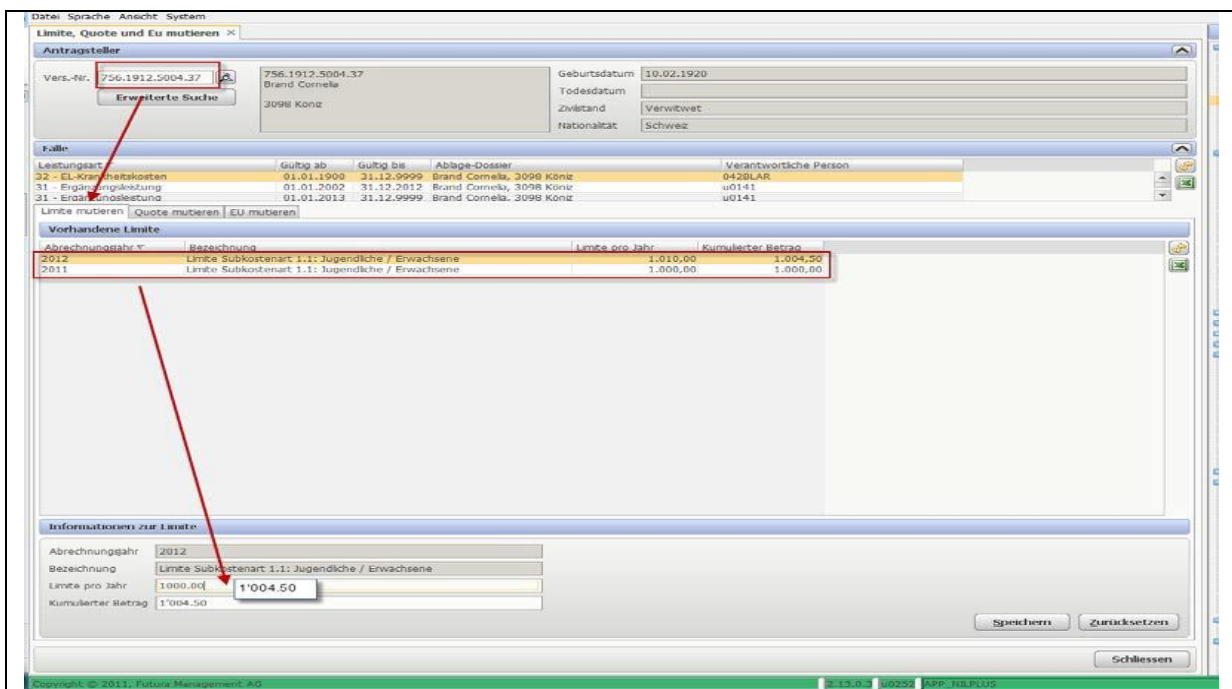 Datei Sprache Ansicht System
Limite, Quote und Eu mutieren ×
Antragsteller
Vers.-Nr. 756.1912.5004.37
Erweiterte Suche
756.1912.5004.37
Brand Cornelia
3098 Köniz
Geburtsdatum 10.02.1920
Todesdatum
Zivilstand Verwitwet
Nationalität Schweiz
Fälle
Leistungsart Gültig ab Gültig bis Ablage-Dossier Verantwortliche Person
32 - EL-Krankheitskosten 01.01.1900 31.12.9999 Brand Cornelia, 3098 Köniz 042BLAR
31 - Ergänzungsleistung 01.01.2002 31.12.2012 Brand Cornelia, 3098 Köniz u0141
31 - Ergänzungsleistung 01.01.2013 31.12.9999 Brand Cornelia, 3098 Köniz u0141
Limite mutieren Quote mutieren EU mutieren
Vorhandene Limite
Abrechnungsjahr Bezeichnung Limite pro Jahr Kumulierter Betrag
2012 Limite Subkostenart 1.1: Jugendliche / Erwachsene 1.010,00 1.004,50
2011 Limite Subkostenart 1.1: Jugendliche / Erwachsene 1.000,00 1.000,00
Informationen zur Limite
Abrechnungsjahr 2012
Bezeichnung Limite Subkostenart 1.1: Jugendliche / Erwachsene
Limite pro Jahr 1000.00 1'004.50
Kumulierter Betrag 1'004.50
Speichern Zurücksetzen
Schliessen
Copyright © 2011, Futura Management AG 2.13.0.3 u0252 APP_NILPLUS